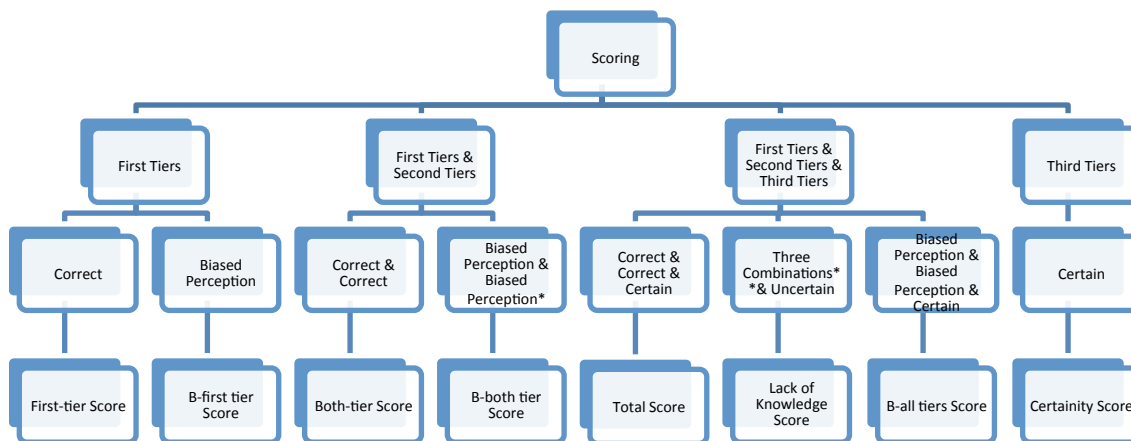 Scoring
First Tiers
First Tiers &
Second Tiers
First Tiers &
Second Tiers &
Third Tiers
Third Tiers
Correct
Biased
Perception
Correct &
Correct
Biased
Perception &
Biased
Perception*
Correct &
Correct &
Certain
Three
Combinations*
*& Uncertain
Biased
Perception &
Biased
Perception &
Certain
Certain
First-tier Score
B-first tier
Score
Both-tier Score
B-both tier
Score
Total Score
Lack of
Knowledge
Score
B-all tiers Score
Certainity Score